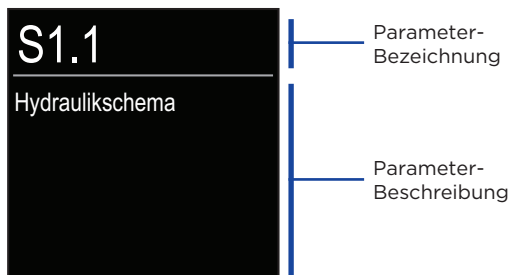 S1.1
Parameter-
Bezeichnung
Hydraulikschema
Parameter-
Beschreibung